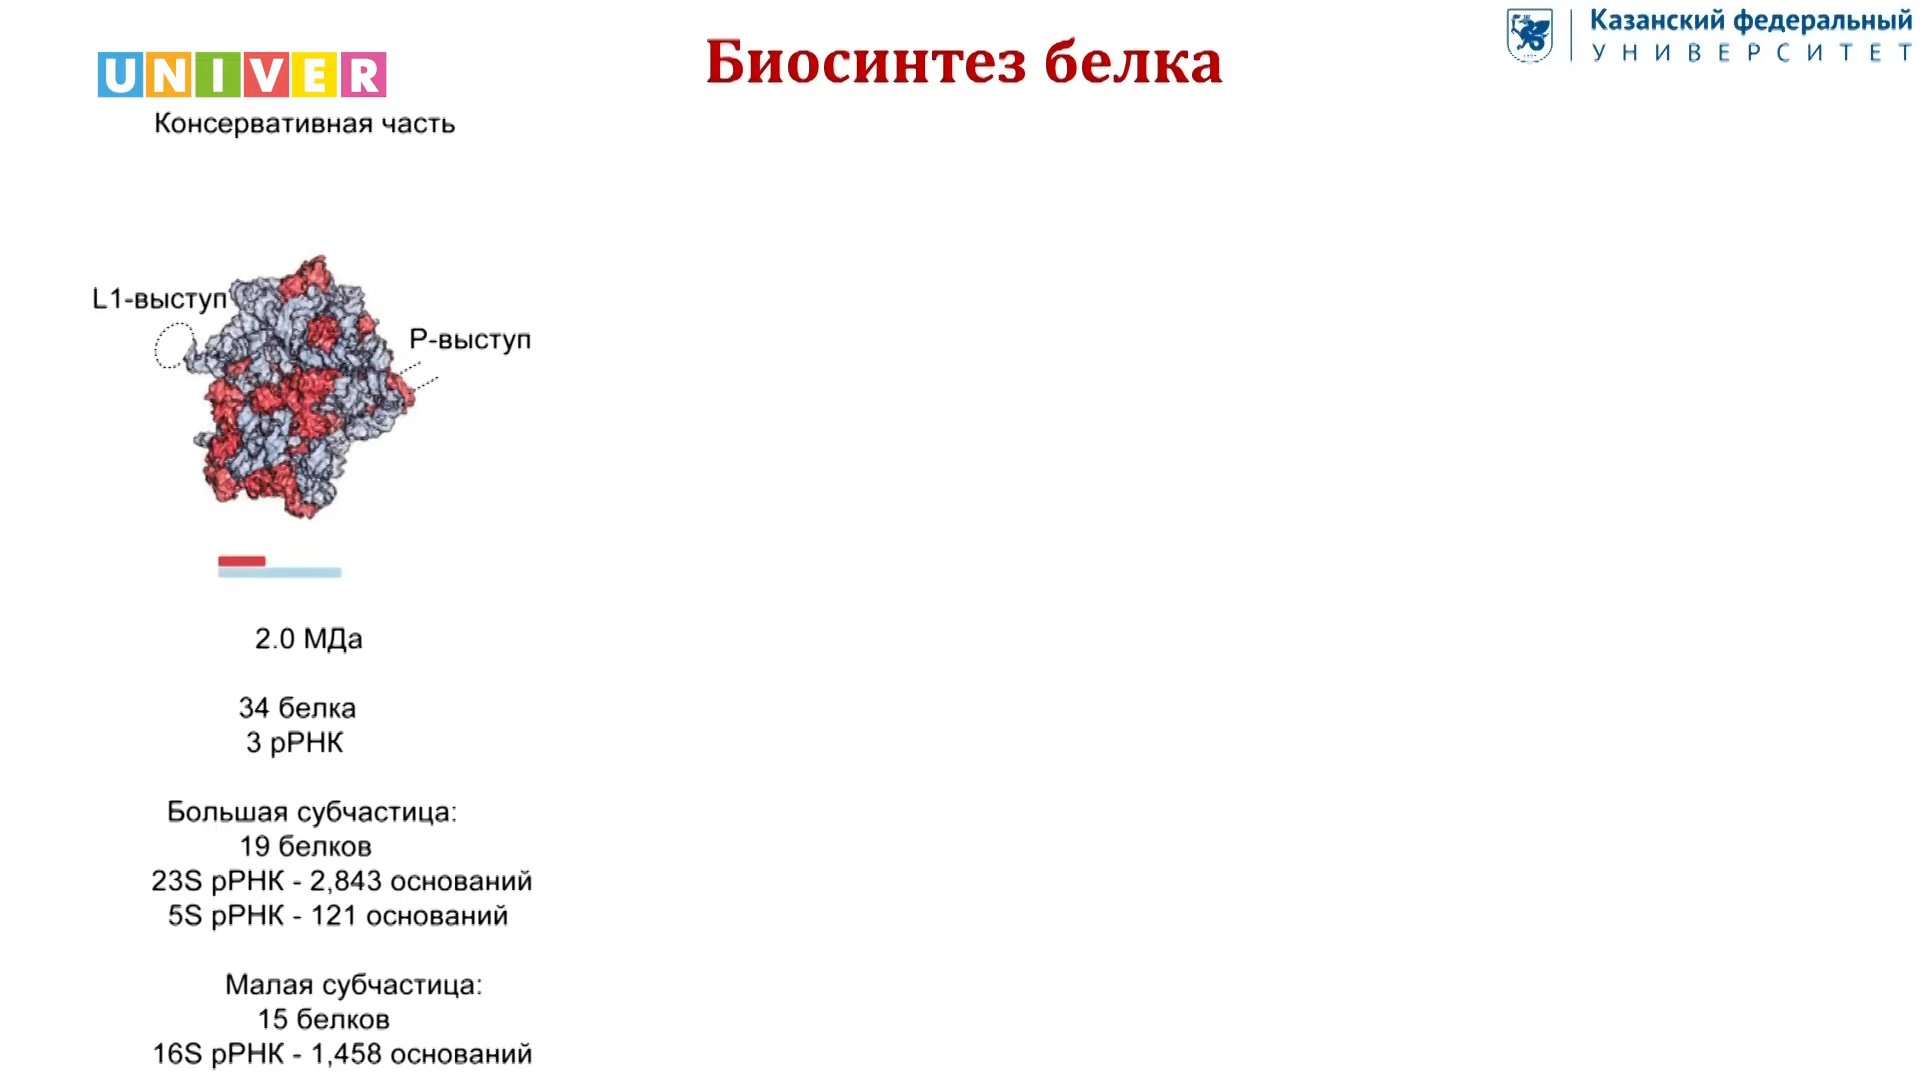 UNIVER
Биосинтез белка
Казанский федеральный
УНИВЕРСИТЕТ
Консервативная часть
L1-выступ
P-выступ
2.0 МДа
34 белка
3 рРНК
Большая субчастица:
19 белков
23S рРНК - 2,843 оснований
5S рРНК - 121 оснований
Малая субчастица:
15 белков
16S рРНК - 1,458 оснований